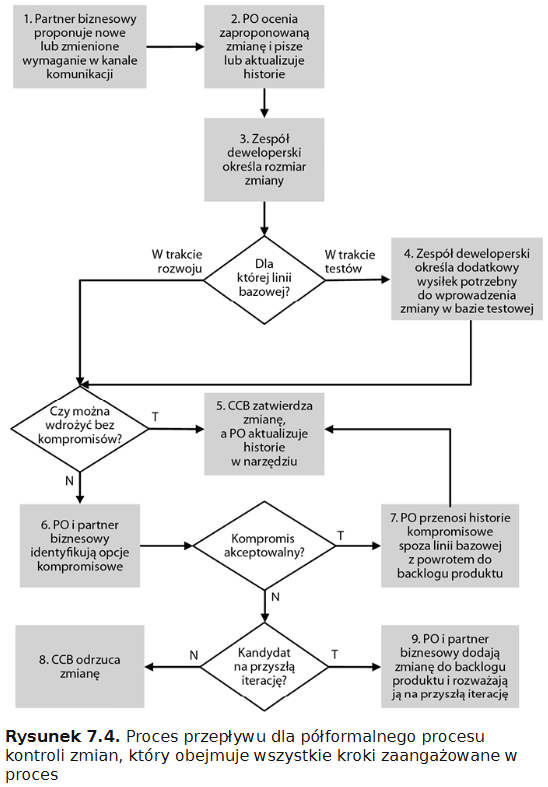 1. Partner biznesowy
proponuje nowe
lub zmienione
wymaganie w kanale
komunikacji
2. PO ocenia
zaproponowaną
zmianę i pisze
lub aktualizuje
historie
3. Zespół
deweloperski
określa rozmiar
zmiany
W trakcie
rozwoju
Dla
której linii
bazowej?
W trakcie
testów
4. Zespół deweloperski
określa dodatkowy
wysiłek potrzebny
do wprowadzenia
zmiany w bazie testowej
Czy można
wdrożyć bez
kompromisów?
T
N
5. CCB zatwierdza
zmianę,
a PO aktualizuje
historie
w narzędziu
6. PO i partner
biznesowy
identyfikują opcje
kompromisowe
Kompromis
akceptowalny?
T
N
7. PO przenosi historie
kompromisowe
spoza linii bazowej
z powrotem do
backlogu produktu
8. CCB odrzuca
zmianę
N
Kandydat
na przyszłą
iterację?
T
9. PO i partner
biznesowy dodają
zmianę do backlogu
produktu i rozważają
ją na przyszłą iterację
Rysunek 7.4. Proces przepływu dla półformalnego procesu
kontroli zmian, który obejmuje wszystkie kroki zaangażowane w
proces